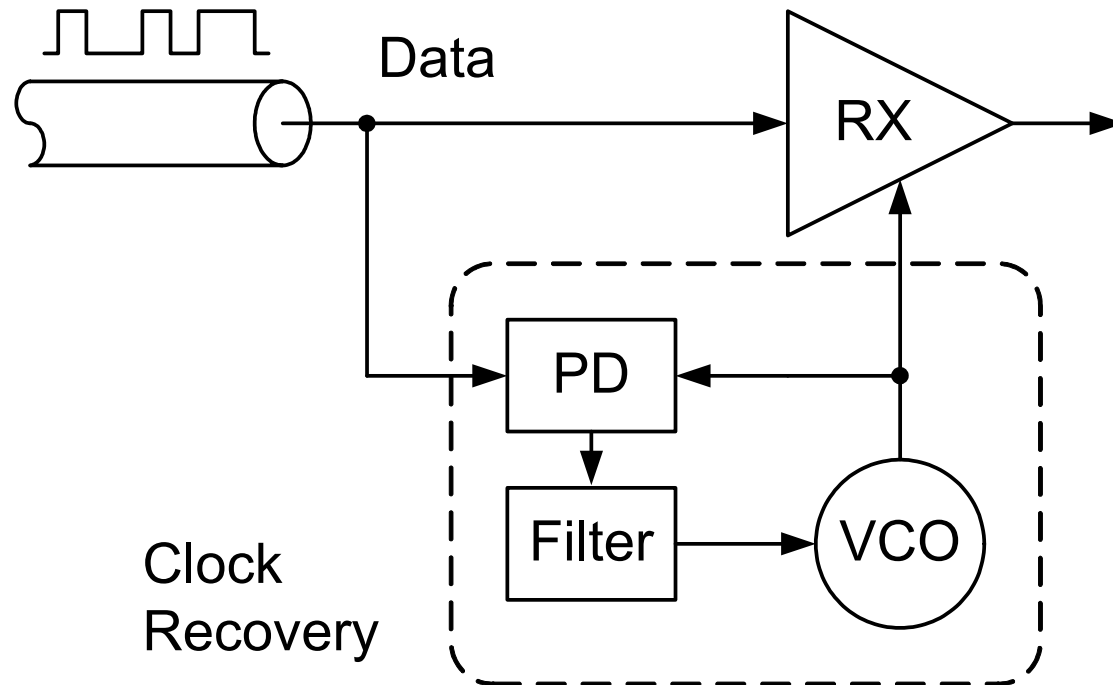 Data
RX
PD
Filter
VCO
Clock
Recovery